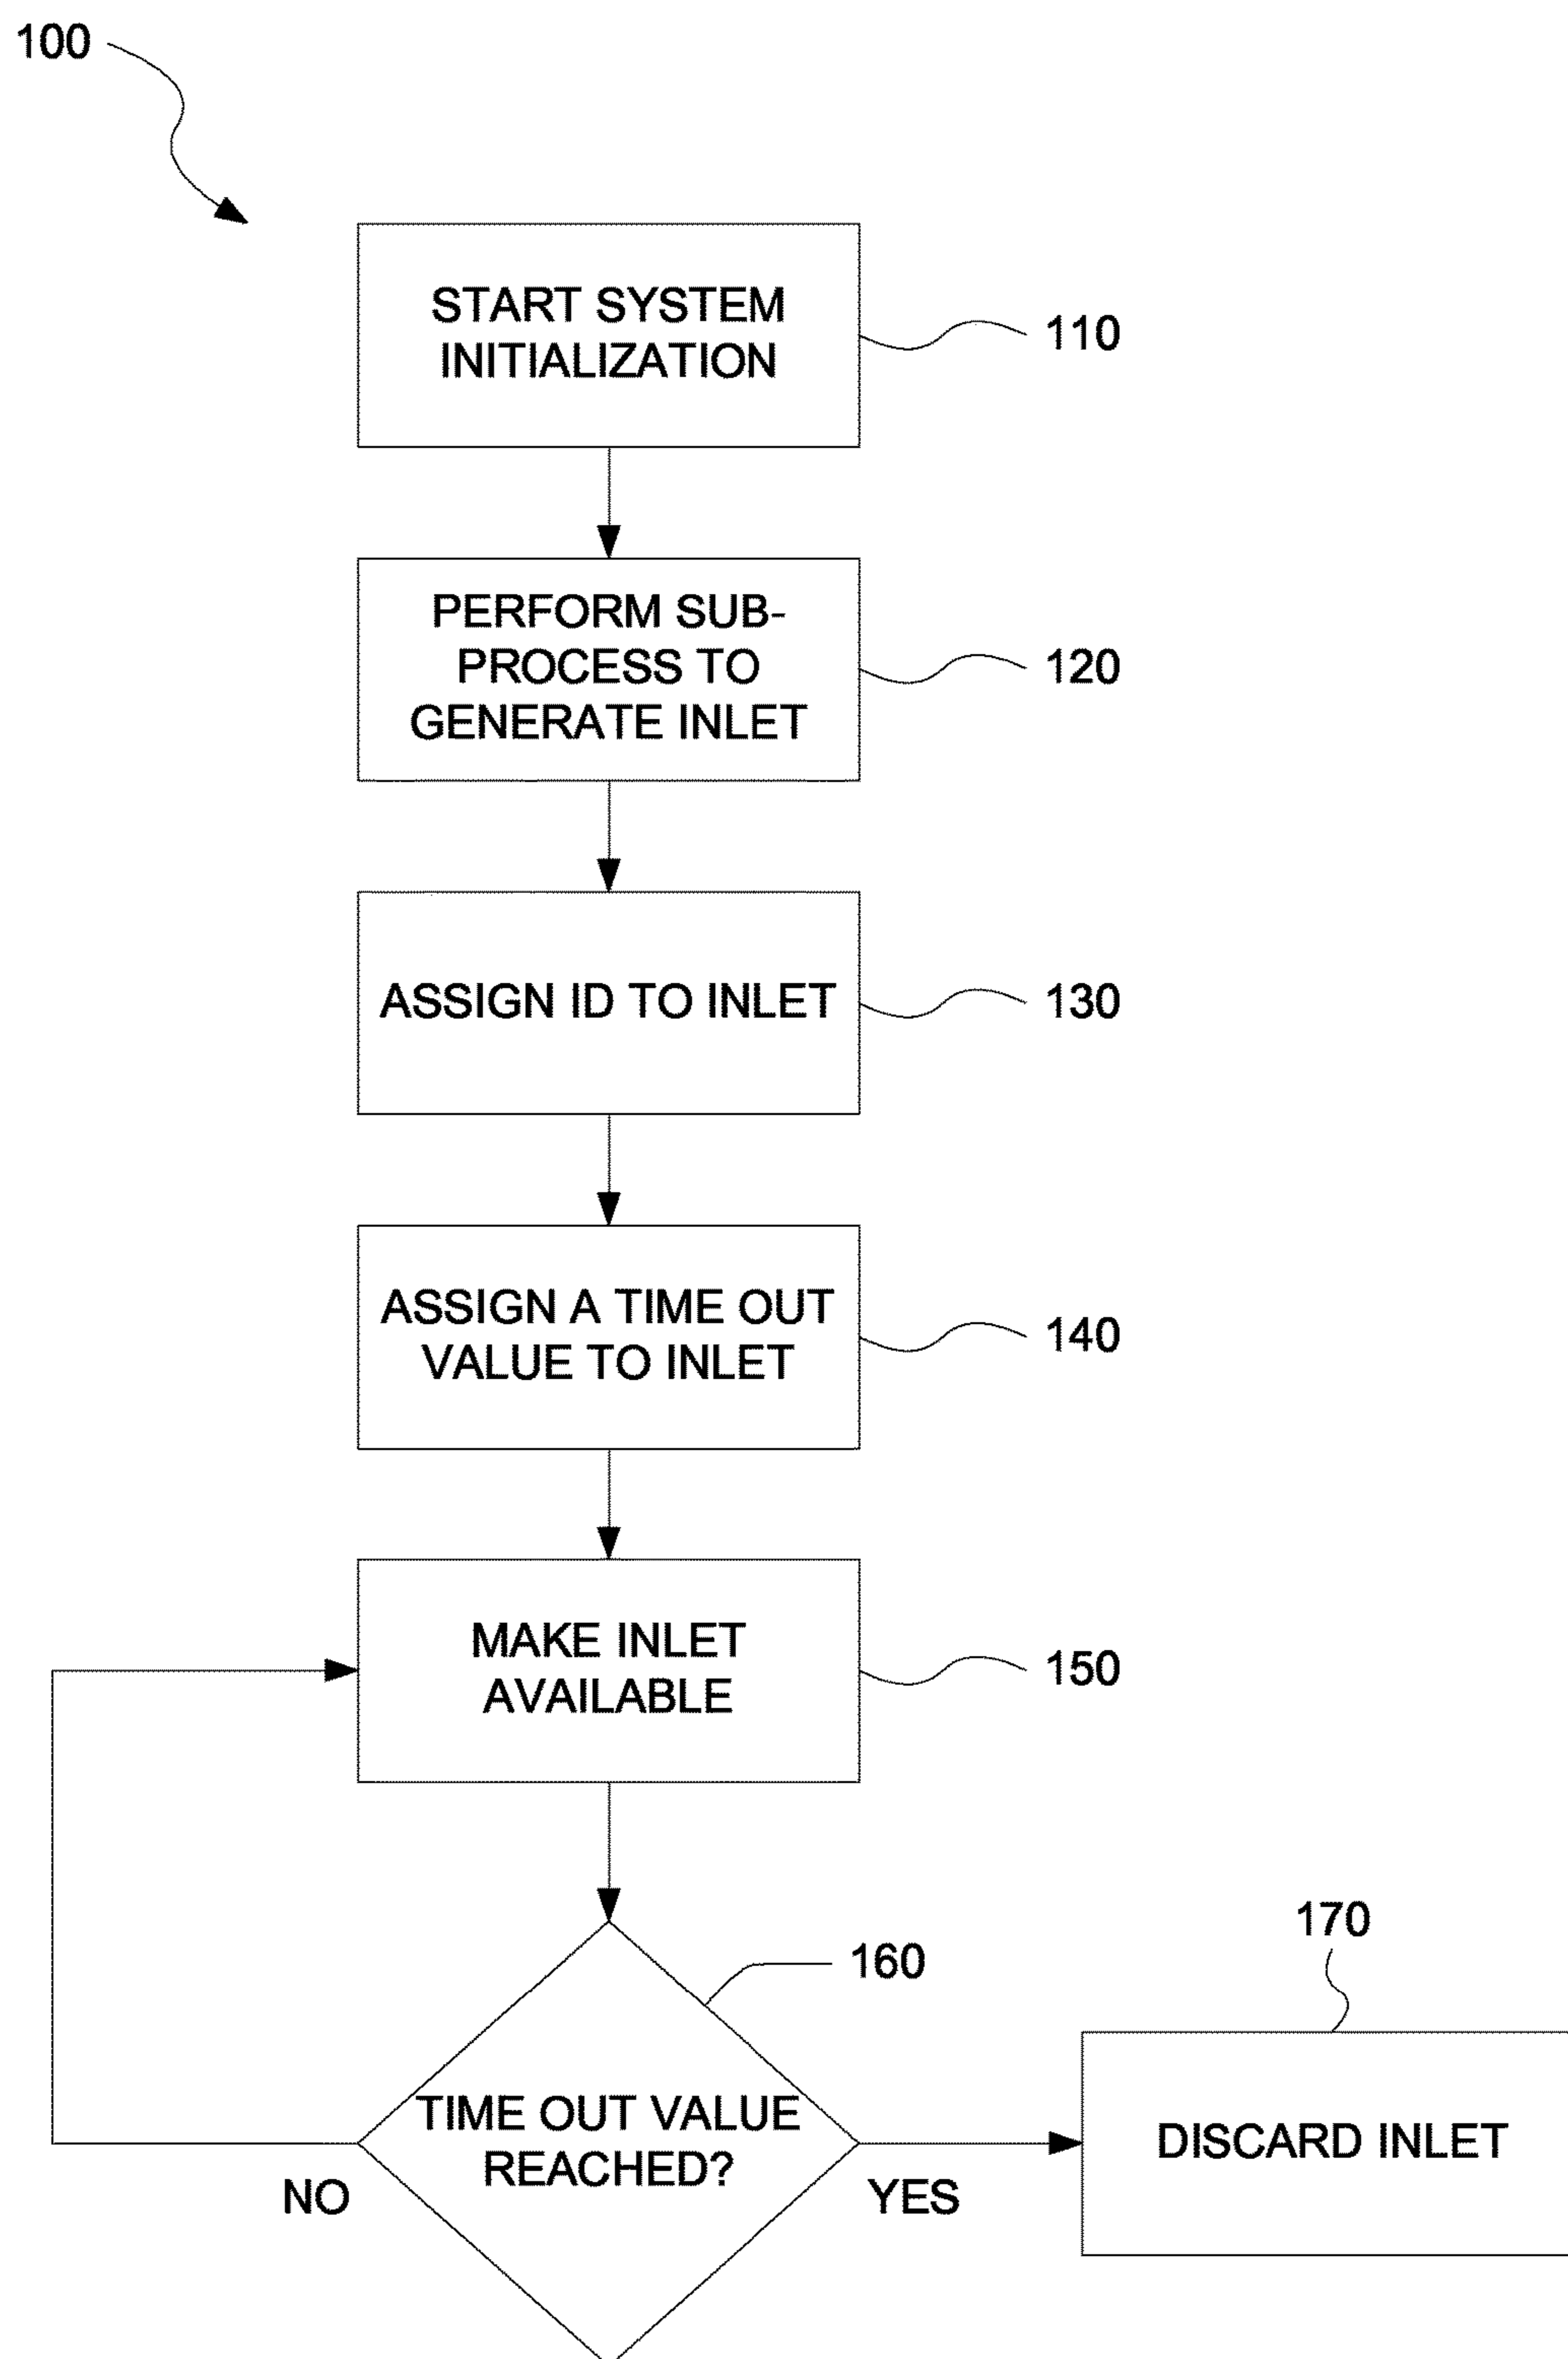 100
START SYSTEM
INITIALIZATION
110
PERFORM SUB-
PROCESS TO
GENERATE INLET
120
ASSIGN ID TO INLET
130
ASSIGN A TIME OUT
VALUE TO INLET
140
MAKE INLET
AVAILABLE
150
160
170
TIME OUT VALUE
REACHED?
NO
YES
DISCARD INLET